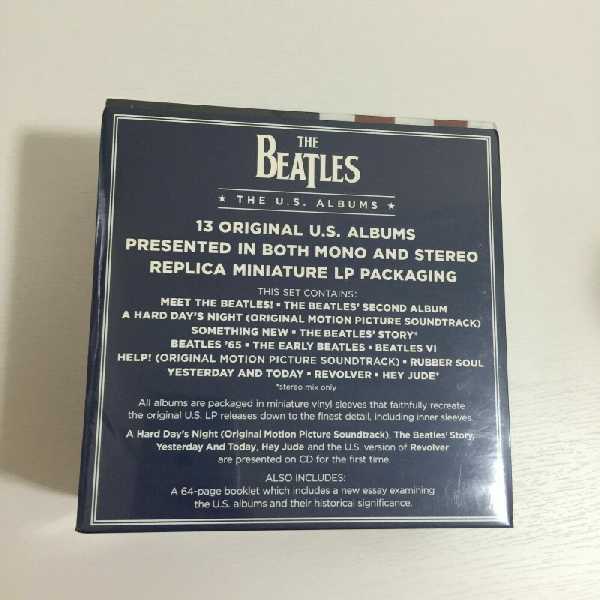 THE
BEATLES
★ THE U.S. ALBUMS ★
13 ORIGINAL U.S. ALBUMS
PRESENTED IN BOTH MONO AND STEREO
REPLICA MINIATURE LP PACKAGING
THIS SET CONTAINS:
MEET THE BEATLES! • THE BEATLES' SECOND ALBUM
A HARD DAY'S NIGHT (ORIGINAL MOTION PICTURE SOUNDTRACK)
SOMETHING NEW • THE BEATLES' STORY*
BEATLES '65 • THE EARLY BEATLES • BEATLES VI
HELP! (ORIGINAL MOTION PICTURE SOUNDTRACK) • RUBBER SOUL
YESTERDAY AND TODAY • REVOLVER • HEY JUDE*
*stereo mix only
All albums are packaged in miniature vinyl sleeves that faithfully recreate
the original U.S. LP releases down to the finest detail, including inner sleeves.
A Hard Day's Night (Original Motion Picture Soundtrack), The Beatles' Story,
Yesterday And Today, Hey Jude and the U.S. version of Revolver
are presented on CD for the first time.
ALSO INCLUDES:
A 64-page booklet which includes a new essay examining
the U.S. albums and their historical significance.